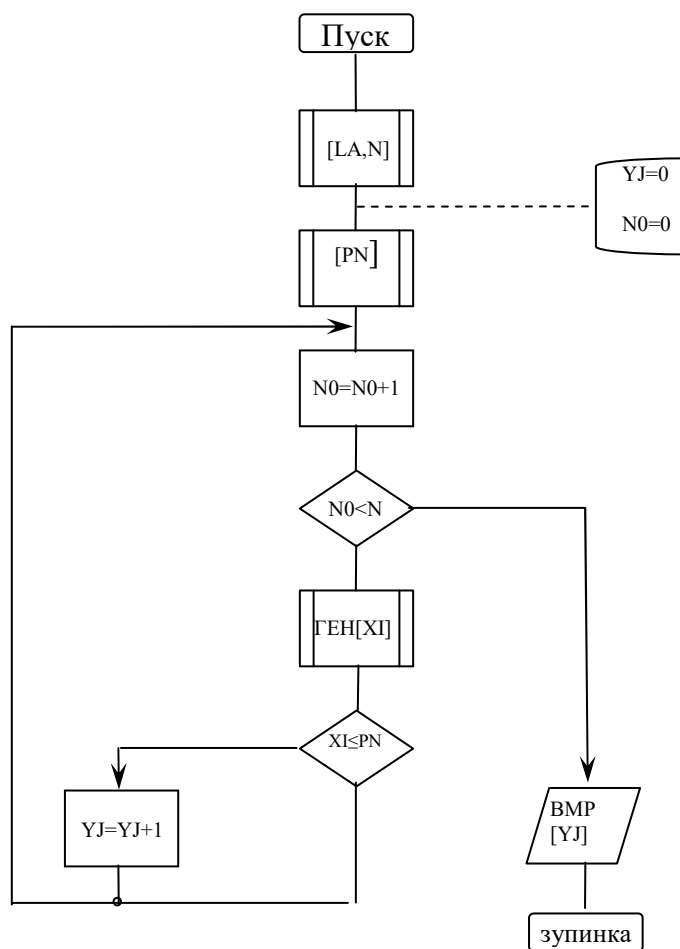 Пуск
[LA,N]
YJ=0
N0=0
[PN]
N0=N0+1
N0<N
ГЕН[XI]
XI≤PN
YJ=YJ+1
ВМР
[YJ]
зупинка